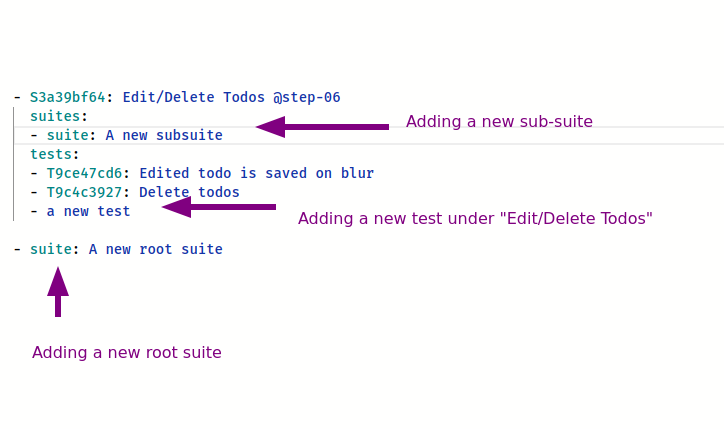 - S3a39bf64: Edit/Delete Todos @step-06
suites:
- suite: A new subsuite
Adding a new sub-suite
tests:
- T9ce47cd6: Edited todo is saved on blur
- T9c4c3927: Delete todos
- a new test
Adding a new test under "Edit/Delete Todos"
- suite: A new root suite
Adding a new root suite